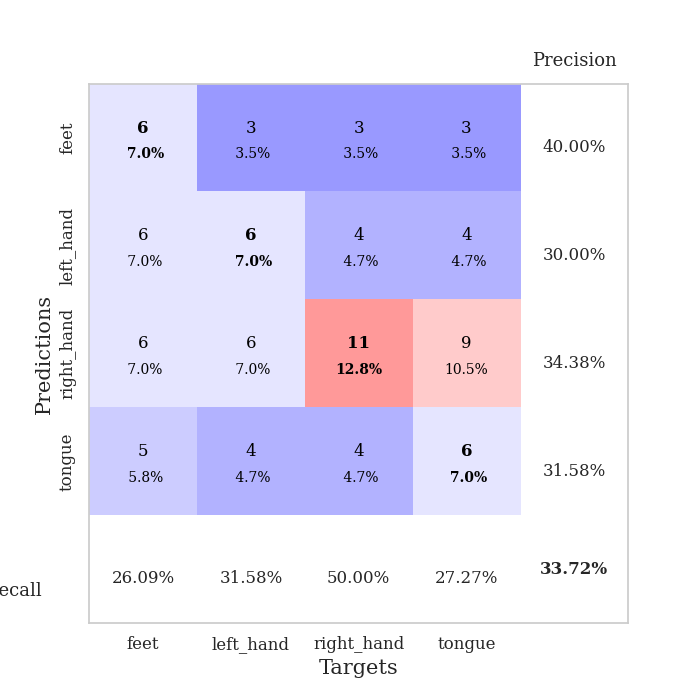 Precision
feet
6 3 3 3
7.0% 3.5% 3.5% 3.5%
40.00%
left_hand
6 6 4 4
7.0% 7.0% 4.7% 4.7%
30.00%
Predictions
right_hand
6 6 11 9
7.0% 7.0% 12.8% 10.5%
34.38%
tongue
5 4 4 6
5.8% 4.7% 4.7% 7.0%
31.58%
ecall
26.09% 31.58% 50.00% 27.27%
33.72%
feet left_hand right_hand tongue
Targets